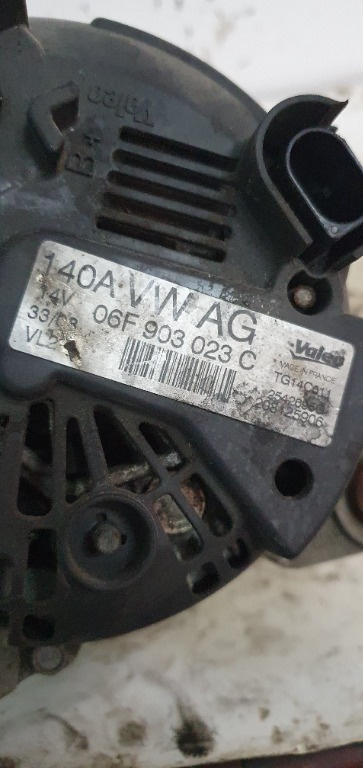 Valeo
B+
140A VW AG
14V
06F 903 023 C
Valeo
MADE IN FRANCE
TG14C011